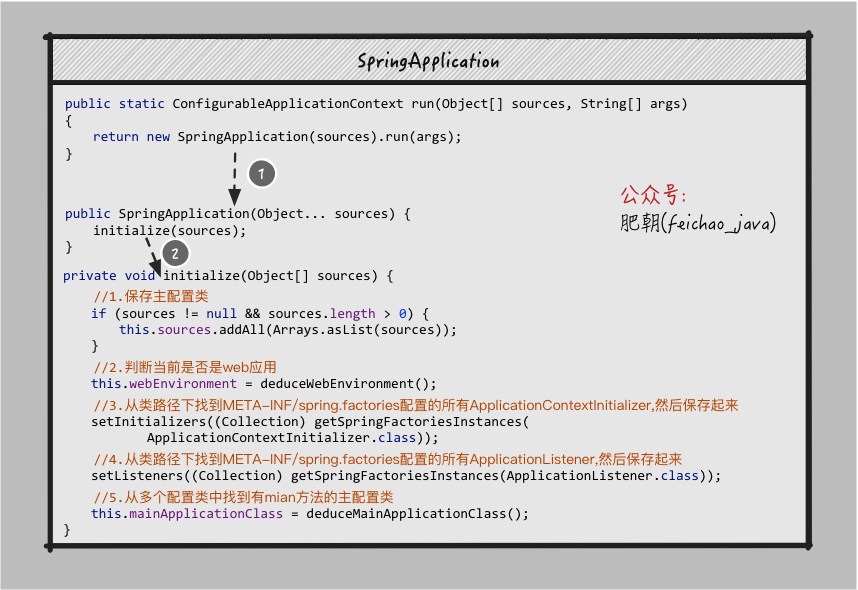 SpringApplication
public static ConfigurableApplicationContext run(Object[] sources, String[] args)
{
return new SpringApplication(sources).run(args);
}
1
公众号:
肥朝(feichao_java)
public SpringApplication(Object... sources) {
initialize(sources);
}
2
private void initialize(Object[] sources) {
//1.保存主配置类
if (sources != null && sources.length > 0) {
this.sources.addAll(Arrays.asList(sources));
}
//2.判断当前是否是web应用
this.webEnvironment = deduceWebEnvironment();
//3.从类路径下找到META-INF/spring.factories配置的所有ApplicationContextInitializer,然后保存起来
setInitializers((Collection) getSpringFactoriesInstances(
ApplicationContextInitializer.class));
//4.从类路径下找到META-INF/spring.factories配置的所有ApplicationListener,然后保存起来
setListeners((Collection) getSpringFactoriesInstances(ApplicationListener.class));
//5.从多个配置类中找到有mian方法的主配置类
this.mainApplicationClass = deduceMainApplicationClass();
}